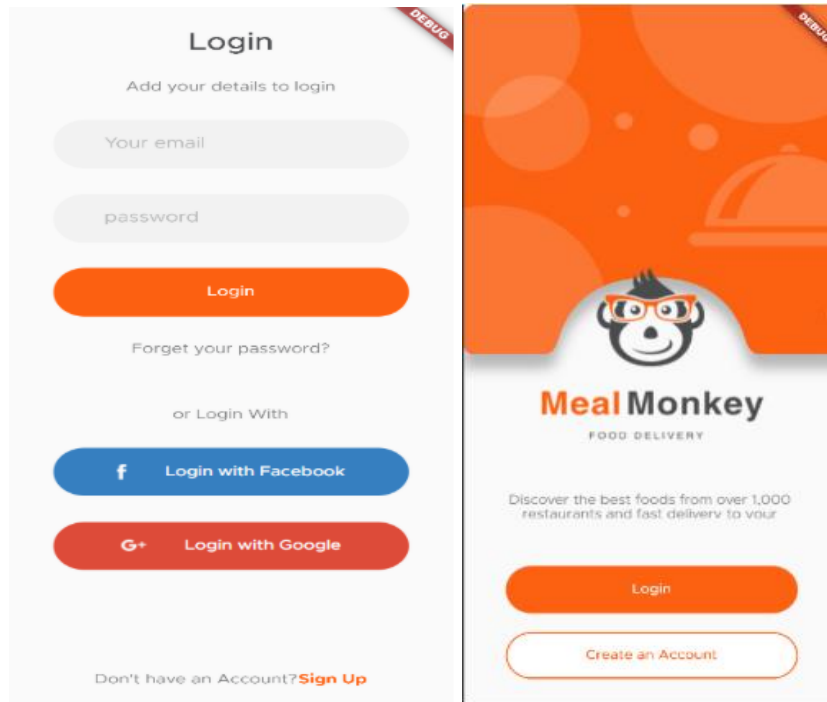 DEBUG
Login
Add your details to login
Your email
password
Login
Forget your password?
or Login With
f Login with Facebook
G+ Login with Google
Don't have an Account?Sign Up
DEBUG
Meal Monkey
FOOD DELIVERY
Discover the best foods from over 1,000
restaurants and fast delivery to your
Login
Create an Account